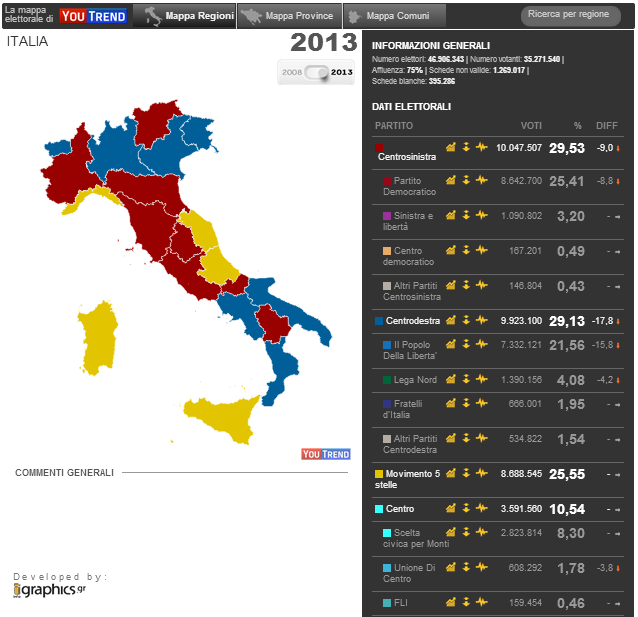 La mappa
elettorale di YOUTREND Mappa Regioni Mappa Province Mappa Comuni Ricerca per regione
ITALIA 2013
2008 2013
YOUTREND
COMMENTI GENERALI
Developed by:
igraphics.gr
INFORMAZIONI GENERALI
Numero elettori: 46.906.343 | Numero votanti: 35.271.540 |
Affluenza: 75% | Schede non valide: 1.269.017 |
Schede bianche: 395.286
DATI ELETTORALI
PARTITO VOTI % DIFF
Centrosinistra 10.047.507 29,53 -9,0
Partito
Democratico 8.642.700 25,41 -8,8
Sinistra e
libertà 1.090.802 3,20 -
Centro
democratico 167.201 0,49 -
Altri Partiti
Centrosinistra 146.804 0,43 -
Centrodestra 9.923.100 29,13 -17,8
Il Popolo
Della Liberta' 7.332.121 21,56 -15,8
Lega Nord 1.390.156 4,08 -4,2
Fratelli
d'Italia 666.001 1,95 -
Altri Partiti
Centrodestra 534.822 1,54 -
Movimento 5
stelle 8.688.545 25,55 -
Centro 3.591.560 10,54 -
Scelta
civica per Monti 2.823.814 8,30 -
Unione Di
Centro 608.292 1,78 -3,8
FLI 159.454 0,46 -